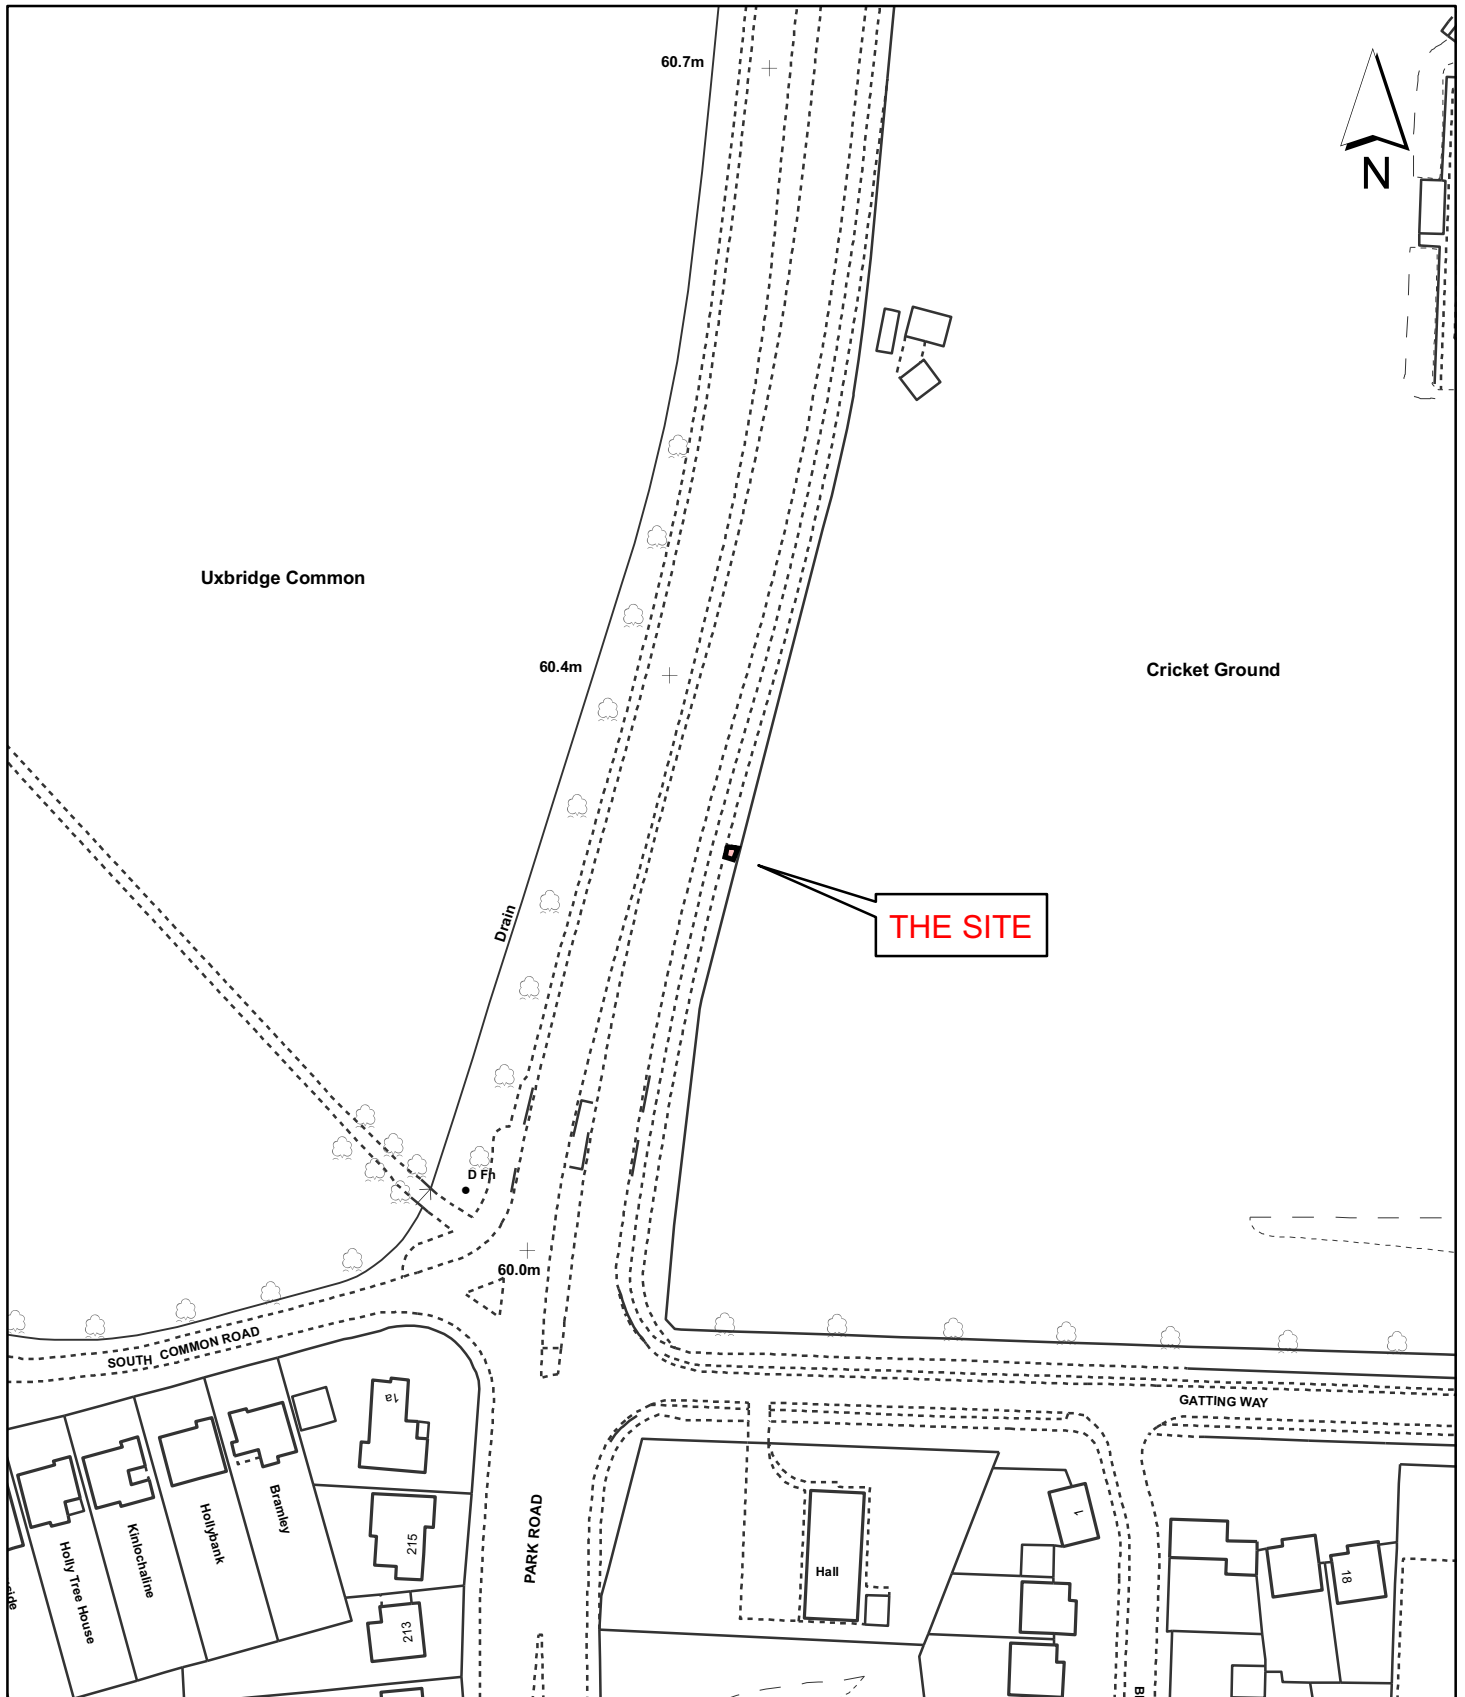 60.7m
N
Uxbridge Common
60.4m
Cricket Ground
Drain
THE SITE
D Fn
60.0m
SOUTH COMMON ROAD
GATTING WAY
1a
Bramley
Hollybank
Kinlochaline
Holly Tree House
215
213
PARK ROAD
Hall
1
18